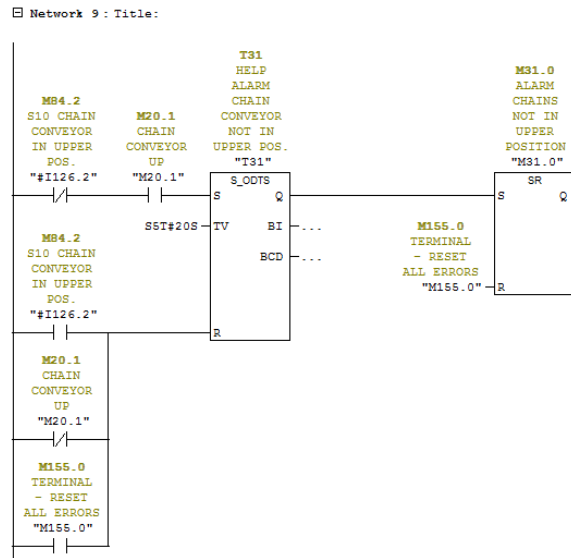 Network 9 : Title:
T31
HELP
ALARM
CHAIN
CONVEYOR
NOT IN
UPPER POS.
"T31"
M31.0
ALARM
CHAINS
NOT IN
UPPER
POSITION
"M31.0"
M84.2
S10 CHAIN
CONVEYOR
IN UPPER
POS.
"#I126.2"
M20.1
CHAIN
CONVEYOR
UP
"M20.1"
S_ODTS
S Q
SR
S Q
S5T#20S TV BI ...
BCD ...
R
M155.0
TERMINAL
- RESET
ALL ERRORS
"M155.0" R
M84.2
S10 CHAIN
CONVEYOR
IN UPPER
POS.
"#I126.2"
M20.1
CHAIN
CONVEYOR
UP
"M20.1"
M155.0
TERMINAL
- RESET
ALL ERRORS
"M155.0"